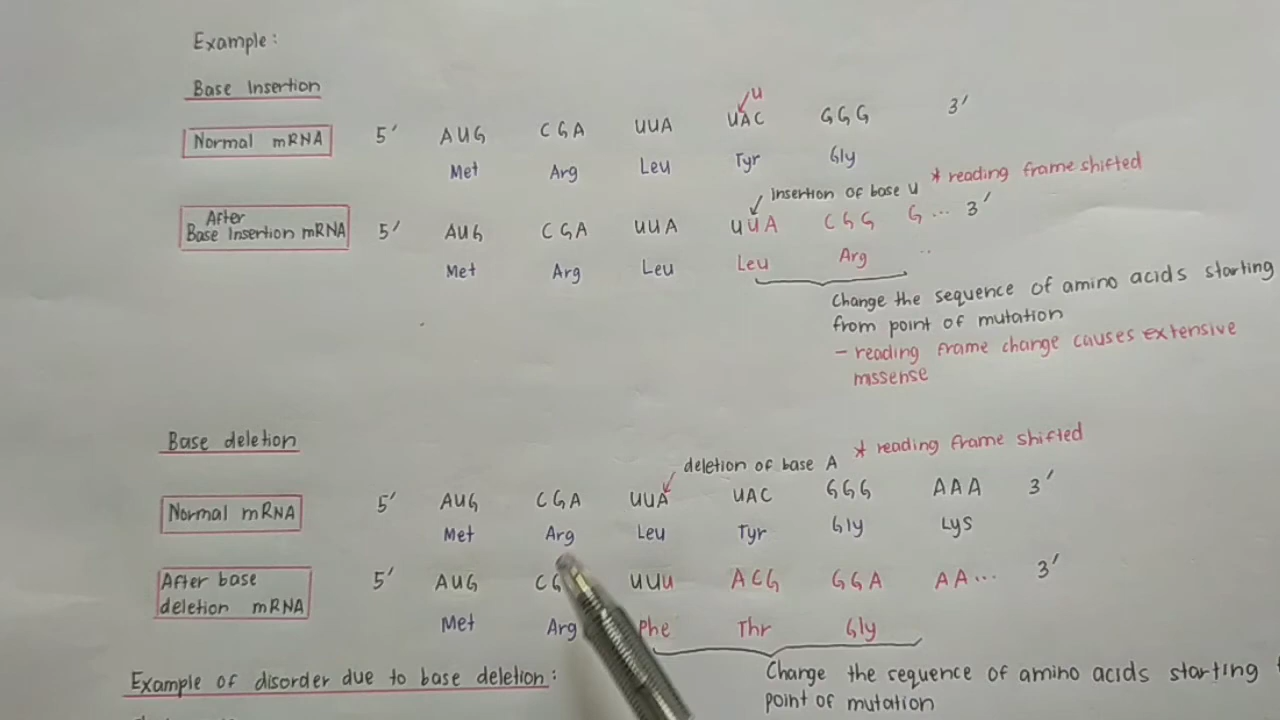 Example:
Base Insertion
U
Normal mRNA 5' AUG CGA UUA UAC GGG 3'
Met Arg Leu Tyr Gly
Insertion of base U * reading frame shifted
After Base Insertion mRNA 5' AUG CGA UUA UUA CGG G... 3'
Met Arg Leu Leu Arg ..
Change the sequence of amino acids starting
from point of mutation
- reading frame change causes extensive
missense
Base deletion
deletion of base A * reading frame shifted
Normal mRNA 5' AUG CGA UUA UAC GGG AAA 3'
Met Arg Leu Tyr Gly Lys
After base
deletion mRNA 5' AUG CG UUU ACG GGA AA... 3'
Met Arg Phe Thr Gly
Change the sequence of amino acids starting
point of mutation
Example of disorder due to base deletion: